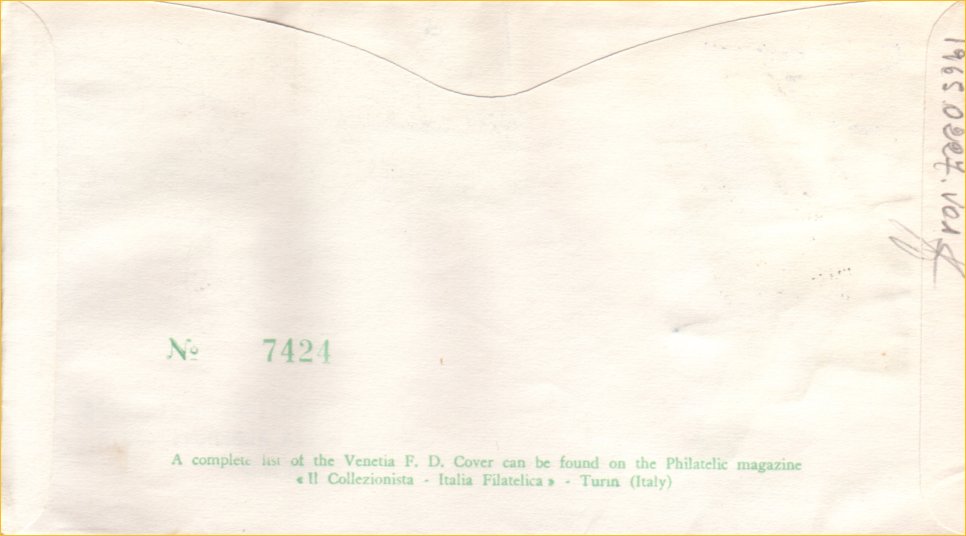 Nº 7424
A complete list of the Venetia F. D. Cover can be found on the Philatelic magazine
« Il Collezionista - Italia Filatelica » - Turin (Italy)